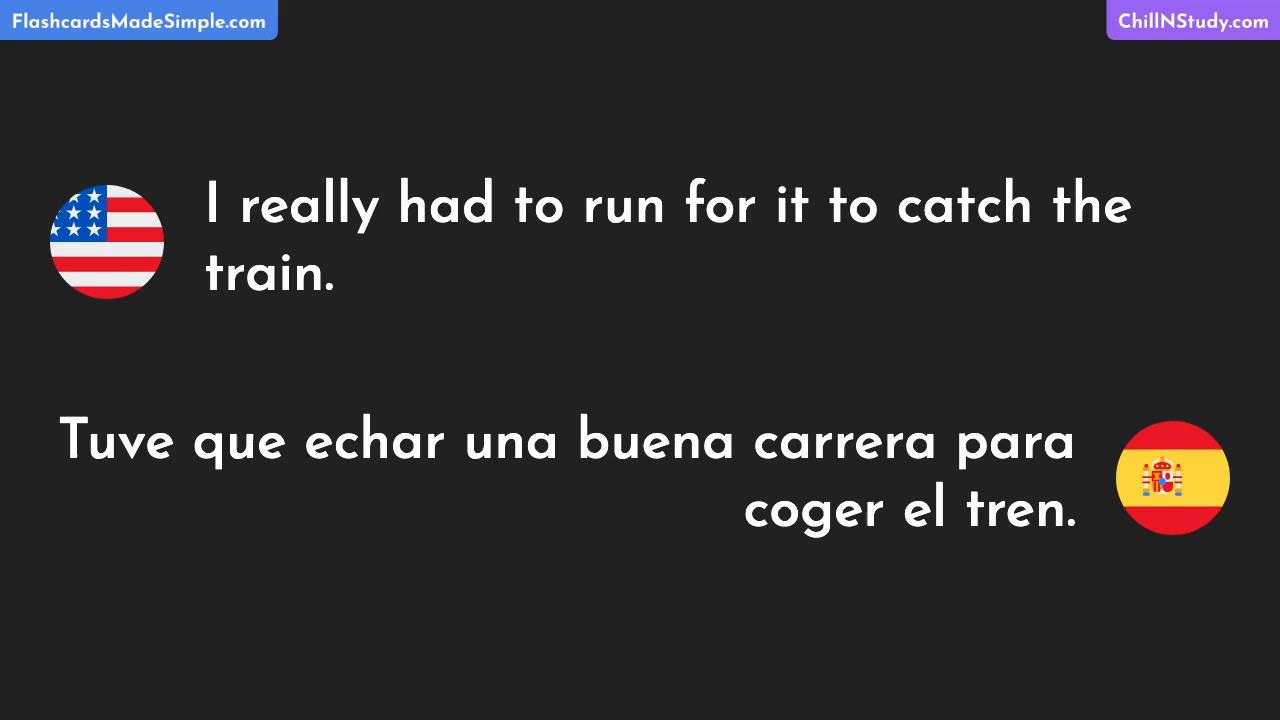 FlashcardsMadeSimple.com
ChillNStudy.com
I really had to run for it to catch the
train.
Tuve que echar una buena carrera para
coger el tren.